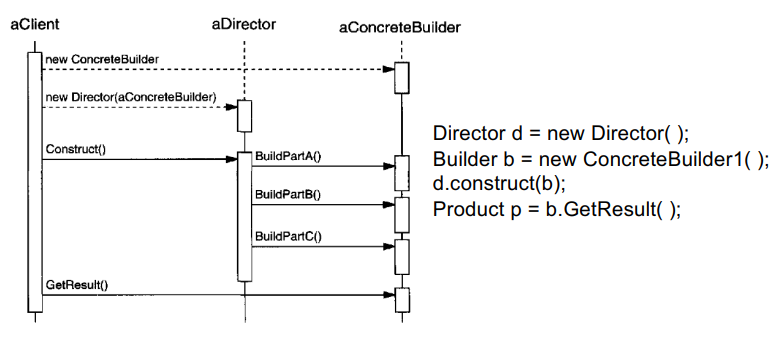 aClient
aDirector
aConcreteBuilder
new ConcreteBuilder
new Director(aConcreteBuilder)
Construct()
BuildPartA()
BuildPartB()
BuildPartC()
GetResult()
Director d = new Director( );
Builder b = new ConcreteBuilder1( );
d.construct(b);
Product p = b.GetResult( );